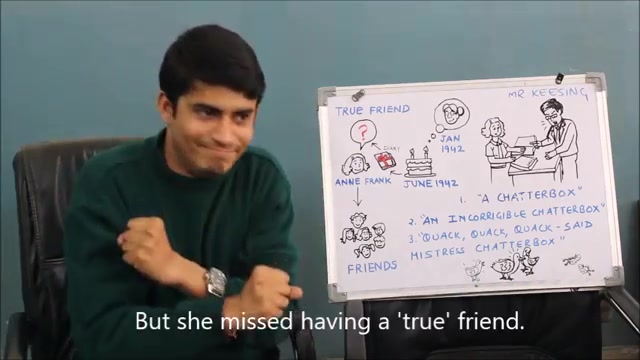 TRUE FRIEND
MR KEESING
?
DIARY
JAN
1942
ANNE FRANK
JUNE 1942
FRIENDS
1. "A CHATTERBOX"
2. "AN INCORRIGIBLE CHATTERBOX"
3. "QUACK, QUACK, QUACK - SAID
MISTRESS CHATTERBOX"
But she missed having a 'true' friend.